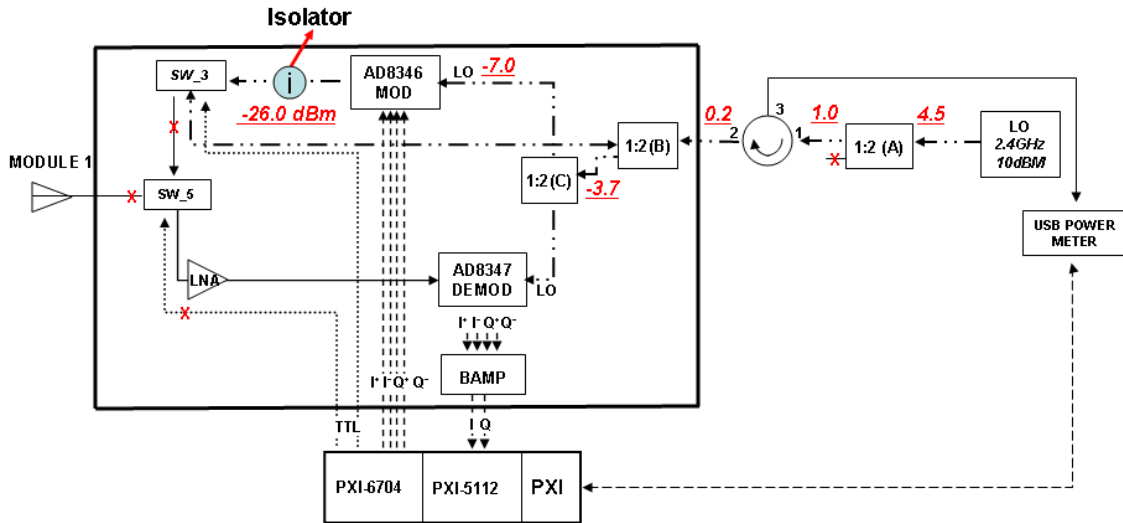 Isolator
SW_3
i
AD8346
MOD
LO
-7.0
-26.0 dBm
0.2
3
2
1
1.0
4.5
LO
2.4GHz
10dBM
1:2 (A)
1:2(B)
1:2(C)
-3.7
MODULE 1
X
X
SW_5
X
X
USB POWER
METER
LNA
AD8347
DEMOD
LO
I+ I- Q+ Q-
BAMP
I+ I- Q+ Q-
I Q
TTL
PXI-6704
PXI-5112
PXI